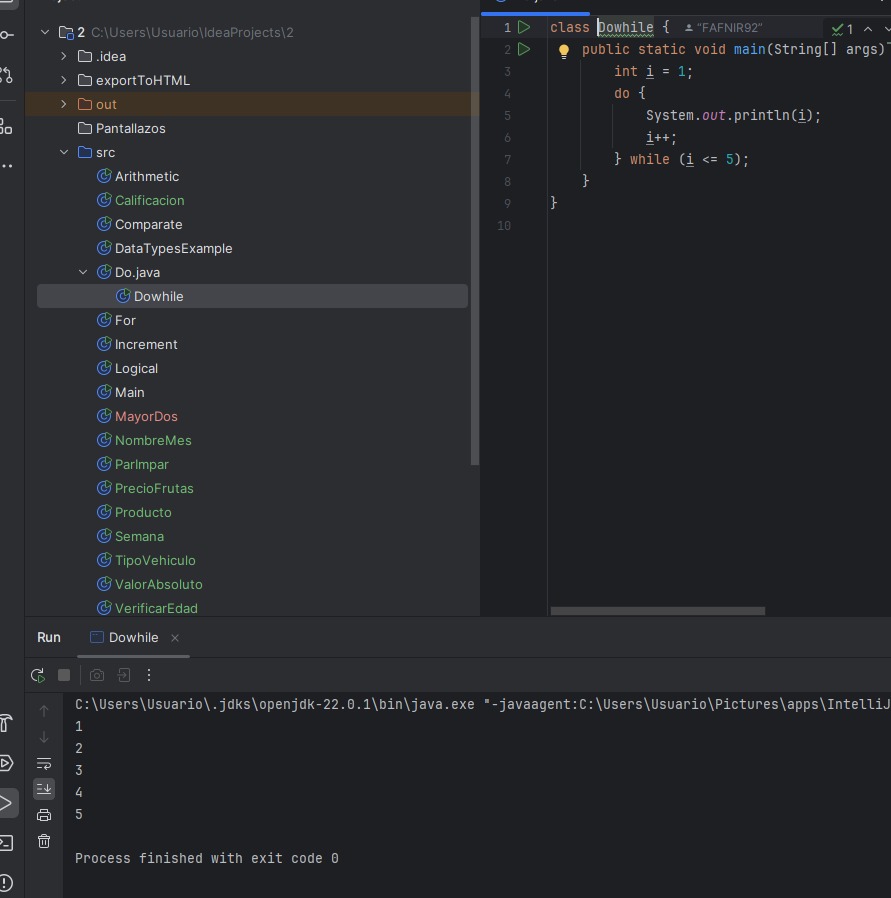 2 C:\Users\Usuario\IdeaProjects\2
.idea
exportToHTML
out
Pantallazos
src
Arithmetic
Calificacion
Comparate
DataTypesExample
Do.java
Dowhile
For
Increment
Logical
Main
MayorDos
NombreMes
ParImpar
PrecioFrutas
Producto
Semana
TipoVehiculo
ValorAbsoluto
VerificarEdad
1 class Dowhile { "FAFNIR92" 1
2 public static void main(String[] args)
3 int i = 1;
4 do {
5 System.out.println(i);
6 i++;
7 } while (i <= 5);
8 }
9 }
10
Run Dowhile
C:\Users\Usuario\.jdks\openjdk-22.0.1\bin\java.exe "-javaagent:C:\Users\Usuario\Pictures\apps\IntelliJ
1
2
3
4
5
Process finished with exit code 0